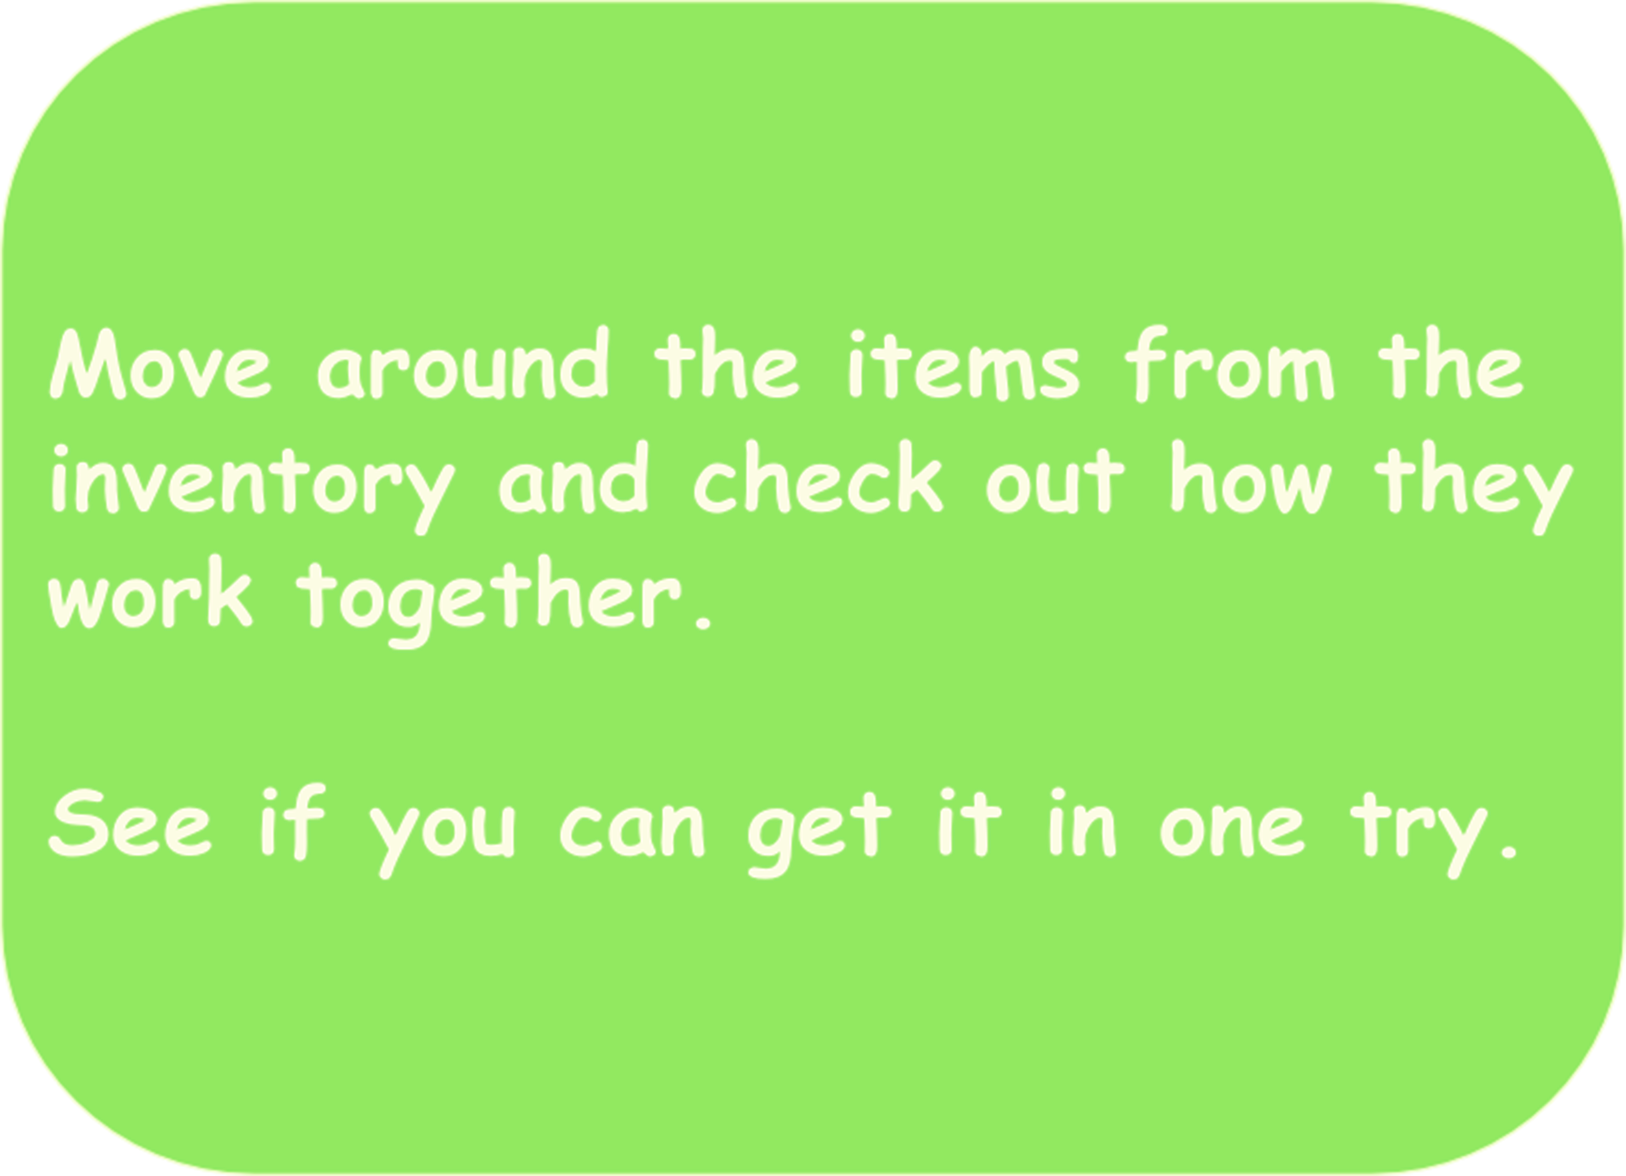 Move around the items from the
inventory and check out how they
work together.
See if you can get it in one try.